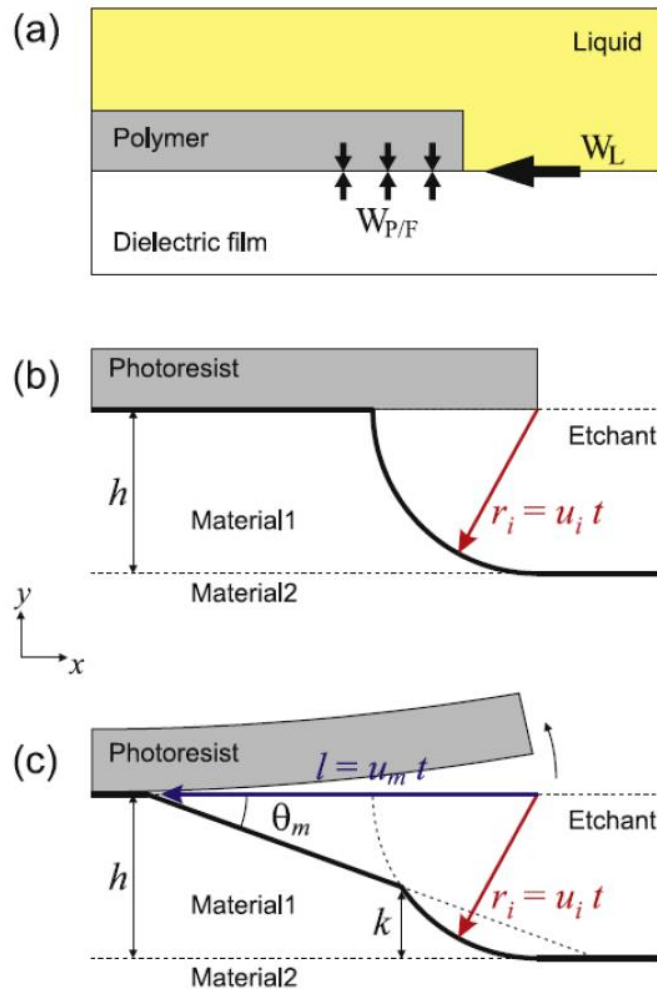 (a)
Liquid
Polymer
W_L
W_P/F
Dielectric film
(b)
Photoresist
Etchant
h
r_i = u_i t
Material1
Material2
y
x
(c)
Photoresist
l = u_m t
θ_m
Etchant
h
r_i = u_i t
Material1
k
Material2